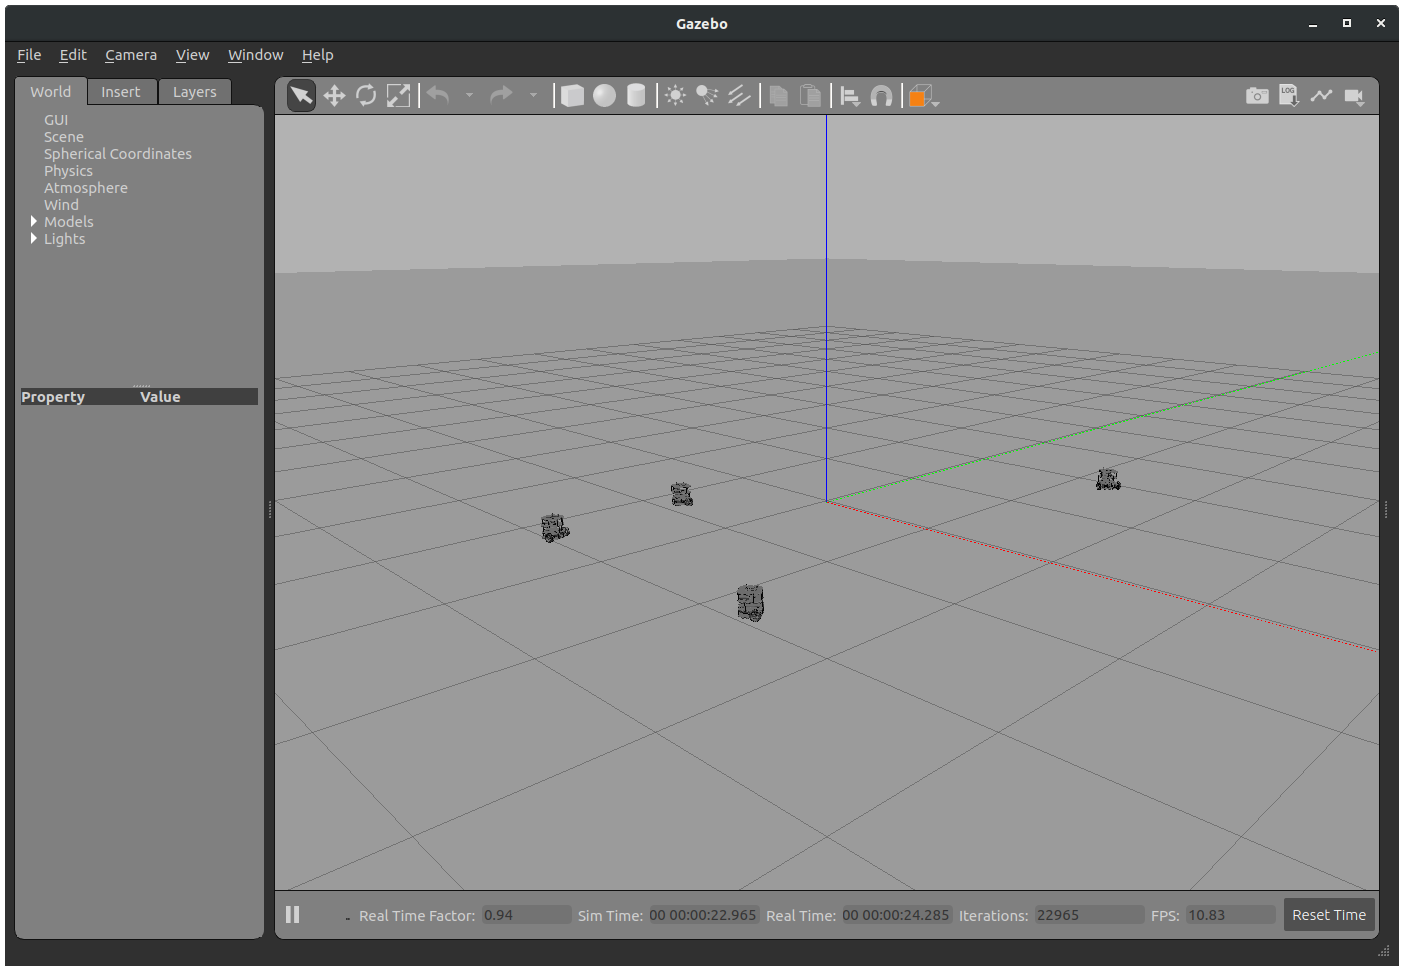 Gazebo
File Edit Camera View Window Help
World Insert Layers
GUI
Scene
Spherical Coordinates
Physics
Atmosphere
Wind
Models
Lights
Property Value
LOG
Real Time Factor: 0.94 Sim Time: 00 00:00:22.965 Real Time: 00 00:00:24.285 Iterations: 22965 FPS: 10.83 Reset Time